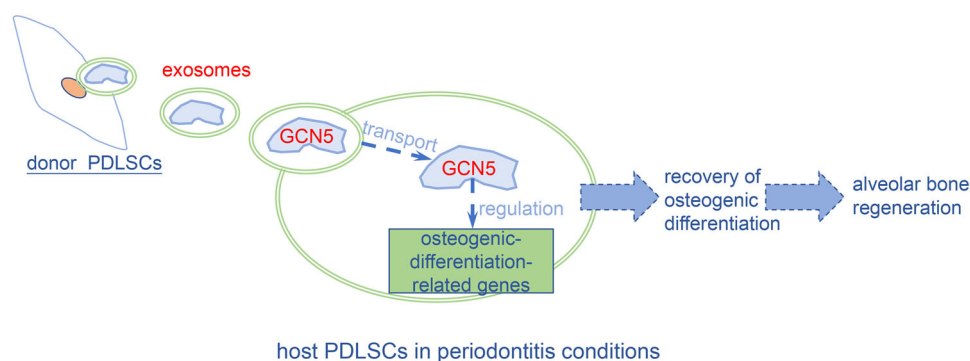 exosomes
donor PDLSCs
GCN5
transport
GCN5
regulation
osteogenic-
differentiation-
related genes
recovery of
osteogenic
differentiation
alveolar bone
regeneration
host PDLSCs in periodontitis conditions